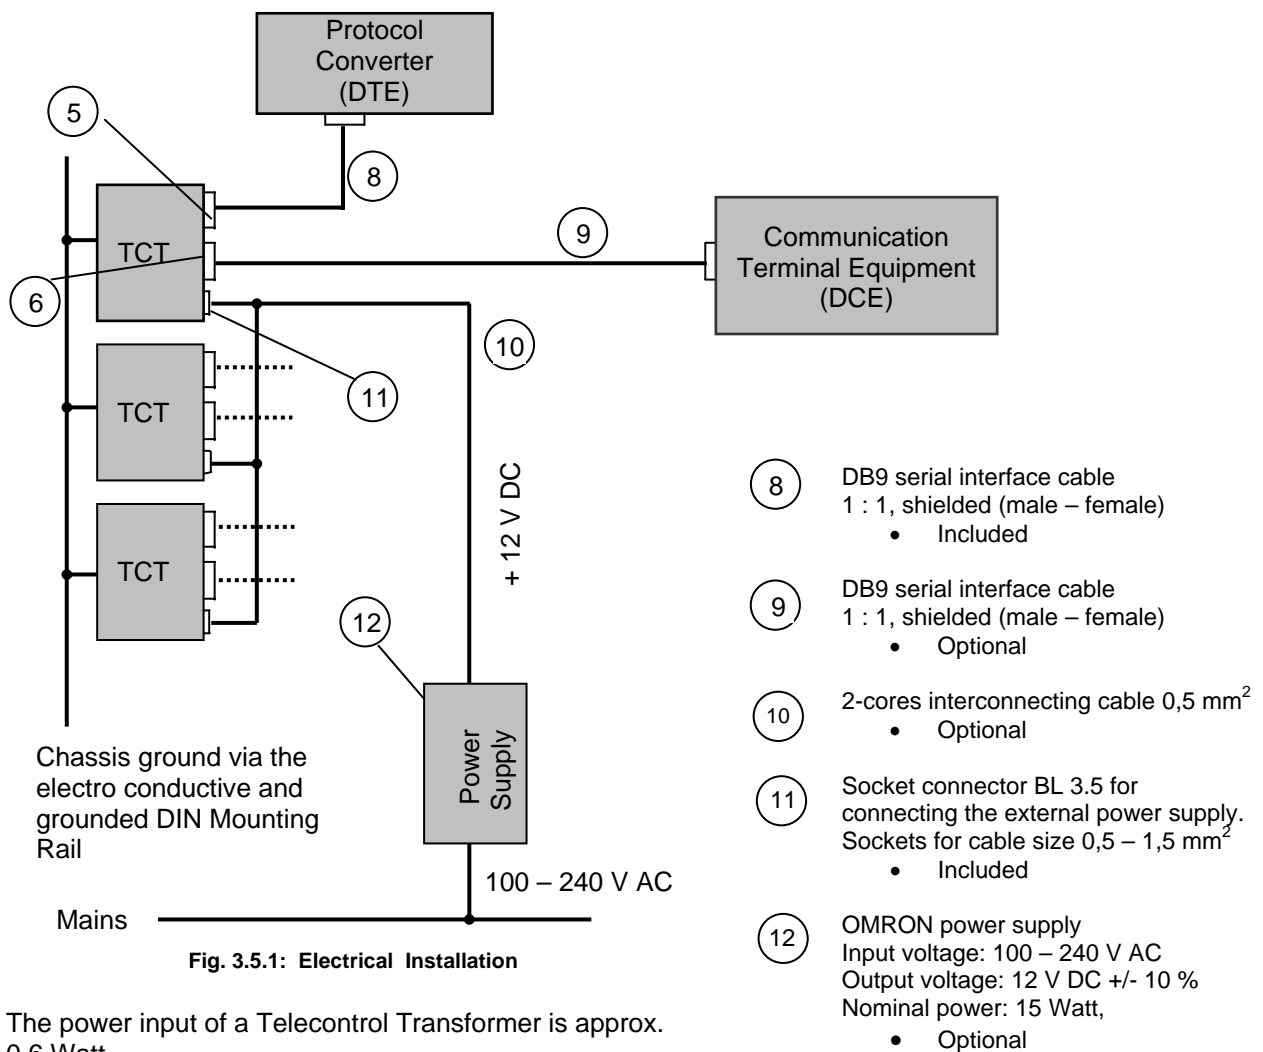 Protocol
Converter
(DTE)
5
8
TCT
9
Communication
Terminal Equipment
(DCE)
6
10
11
TCT
+ 12 V DC
TCT
12
Power
Supply
Chassis ground via the
electro conductive and
grounded DIN Mounting
Rail
100 – 240 V AC
Mains
Fig. 3.5.1: Electrical Installation
The power input of a Telecontrol Transformer is approx.
0,6 Watt
8
DB9 serial interface cable
1 : 1, shielded (male – female)
• Included
9
DB9 serial interface cable
1 : 1, shielded (male – female)
• Optional
10
2-cores interconnecting cable 0,5 mm²
• Optional
11
Socket connector BL 3.5 for
connecting the external power supply.
Sockets for cable size 0,5 – 1,5 mm²
• Included
12
OMRON power supply
Input voltage: 100 – 240 V AC
Output voltage: 12 V DC +/- 10 %
Nominal power: 15 Watt,
• Optional